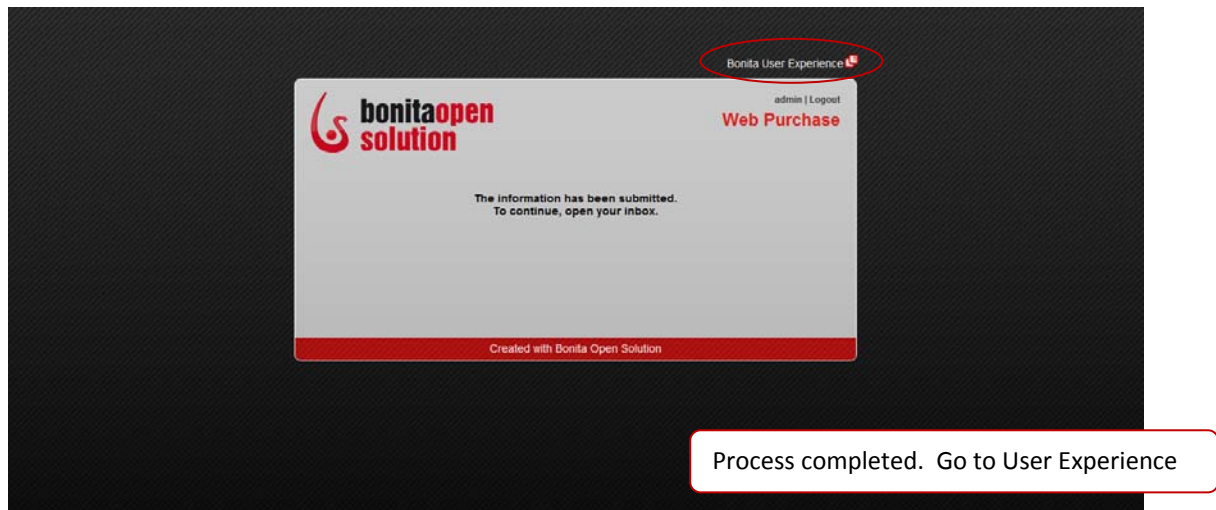 Bonita User Experience
bonitaopen
solution
admin | Logout
Web Purchase
The information has been submitted.
To continue, open your inbox.
Created with Bonita Open Solution
Process completed.  Go to User Experience